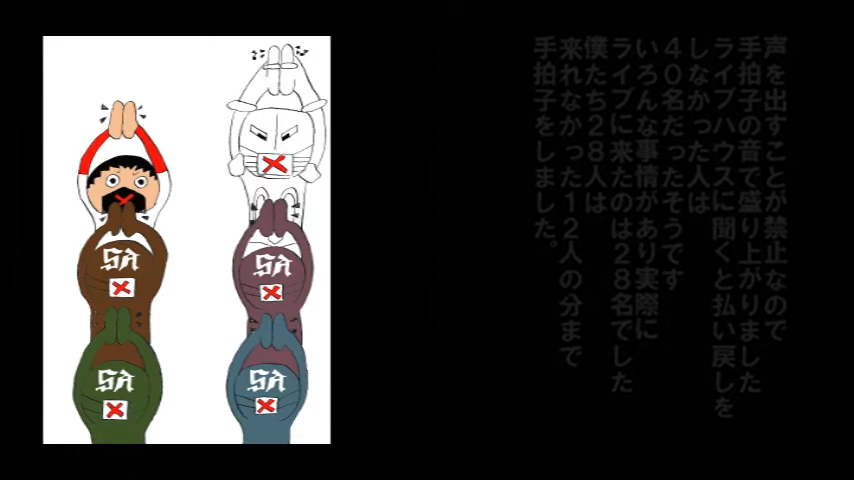 声を出すことが禁止なので
手拍子の音で盛り上がりました
ライブハウスに聞くと払い戻しを
しなかった人は
40名だったそうです
いろんな事情があり実際に
ライブに来たのは28名でした
僕たち28人は
来れなかった12人の分まで
手拍子をしました。
SA
SA
SA
SA